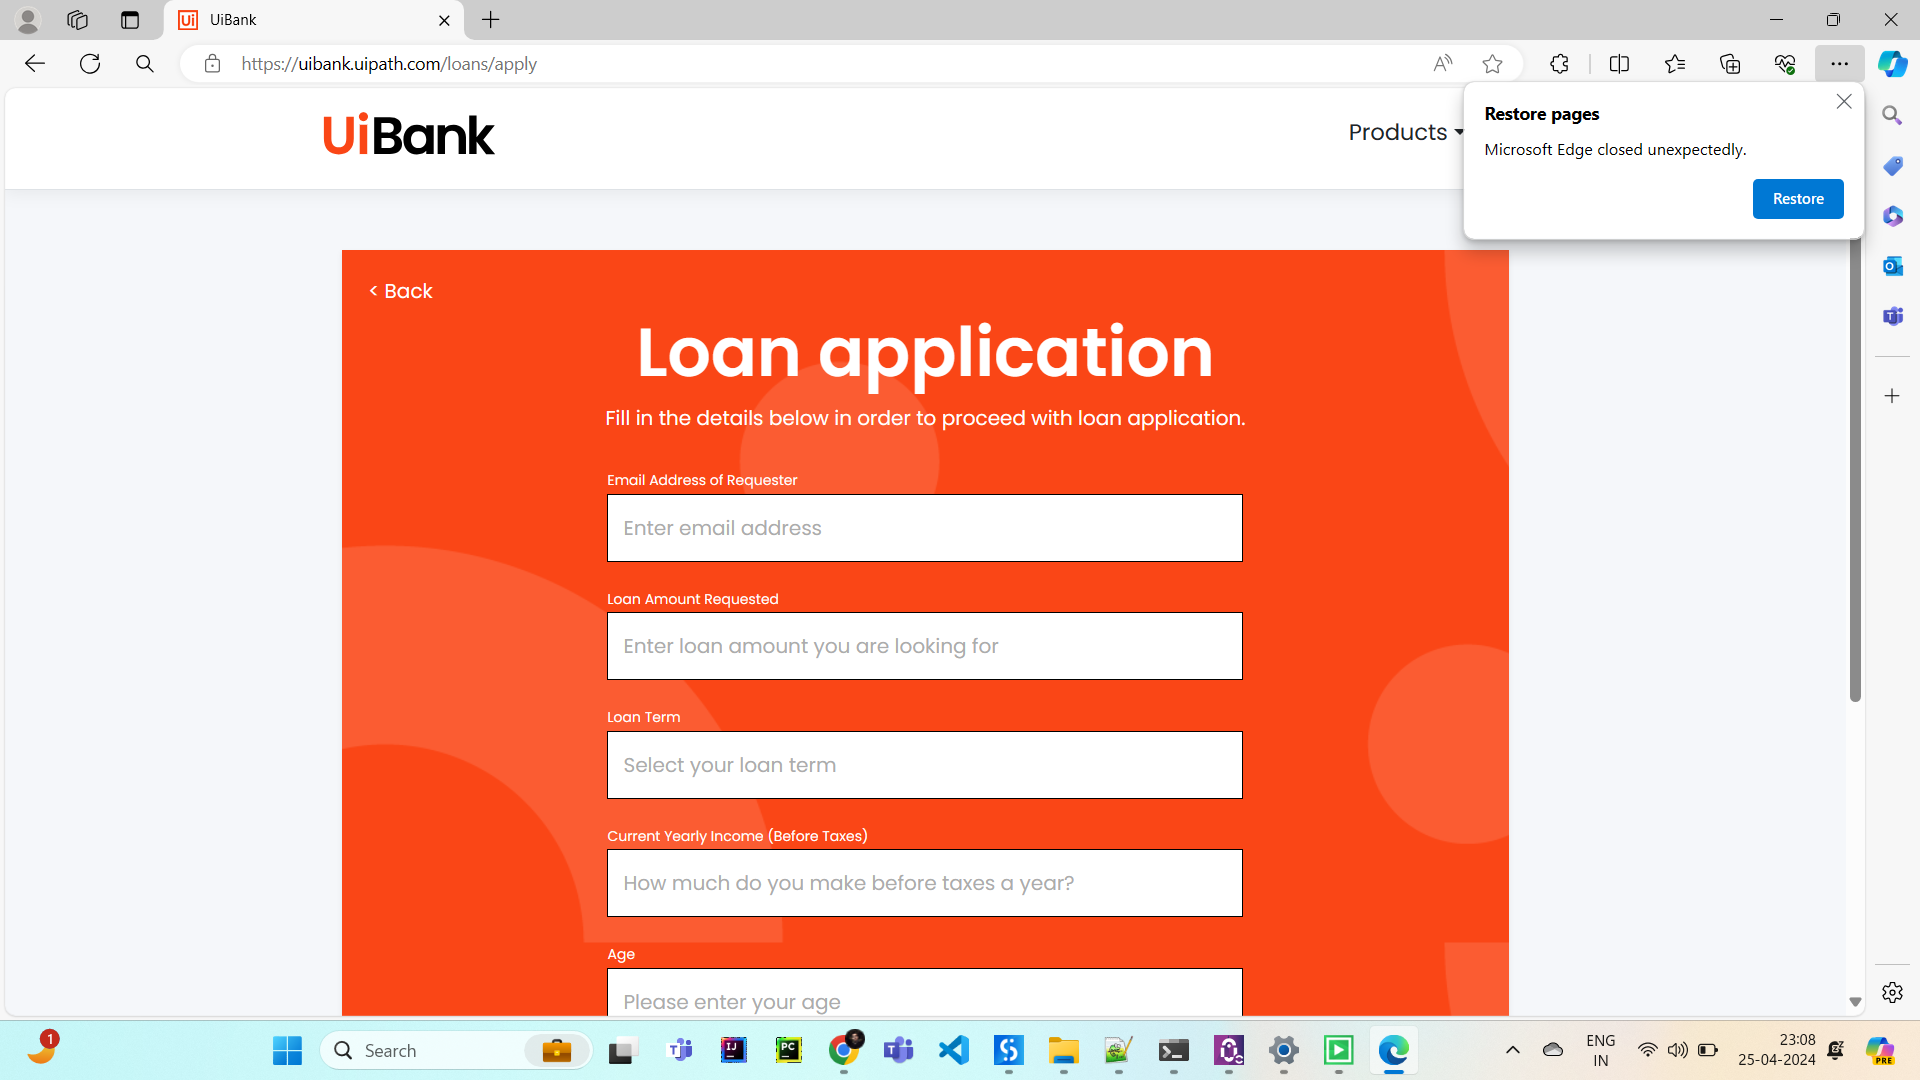 UiBank
https://uibank.uipath.com/loans/apply
Restore pages
Microsoft Edge closed unexpectedly.
Restore
UiBank
Products
< Back
Loan application
Fill in the details below in order to proceed with loan application.
Email Address of Requester
Enter email address
Loan Amount Requested
Enter loan amount you are looking for
Loan Term
Select your loan term
Current Yearly Income (Before Taxes)
How much do you make before taxes a year?
Age
Please enter your age
1
Search
ENG
IN
23:08
25-04-2024
PRE